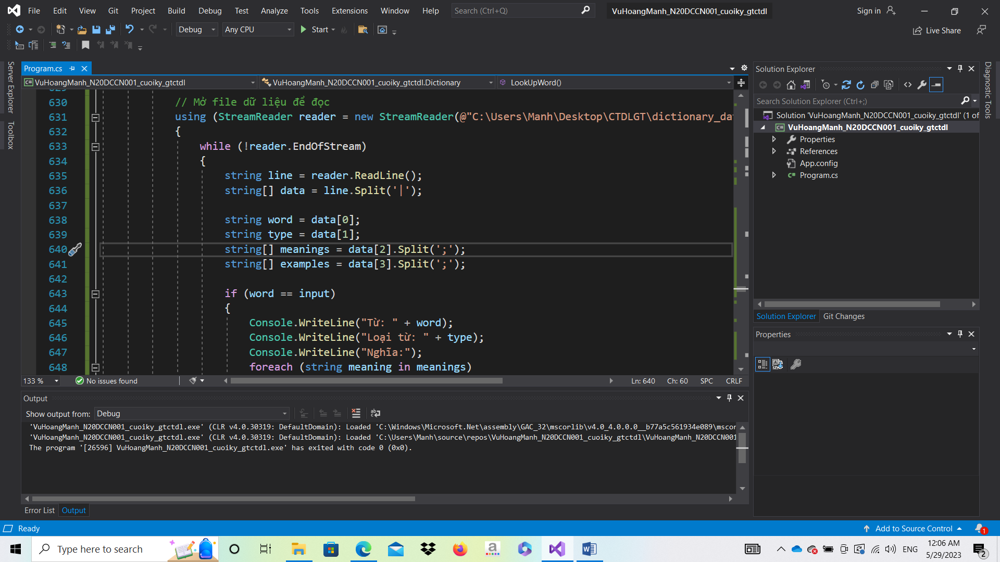 File Edit View Git Project Build Debug Test Analyze Tools Extensions Window Help Search (Ctrl+Q) VuHoangManh_N20DCCN001_cuoiky_gtctdl Sign in
Debug Any CPU Start Live Share
Server Explorer
Toolbox
Program.cs
VuHoangManh_N20DCCN001_cuoiky_gtctdl VuHoangManh_N20DCCN001_cuoiky_gtctdl.Dictionary LookUpWord()
630 // Mở file dữ liệu để đọc
631 using (StreamReader reader = new StreamReader(@"C:\Users\Manh\Desktop\CTDLGT\dictionary_da
632 {
633 while (!reader.EndOfStream)
634 {
635 string line = reader.ReadLine();
636 string[] data = line.Split('|');
637
638 string word = data[0];
639 string type = data[1];
640 string[] meanings = data[2].Split(';');
641 string[] examples = data[3].Split(';');
642
643 if (word == input)
644 {
645 Console.WriteLine("Từ: " + word);
646 Console.WriteLine("Loại từ: " + type);
647 Console.WriteLine("Nghĩa:");
648 foreach (string meaning in meanings)
133 % No issues found Ln: 640 Ch: 60 SPC CRLF
Output
Show output from: Debug
'VuHoangManh_N20DCCN001_cuoiky_gtctdl.exe' (CLR v4.0.30319: DefaultDomain): Loaded 'C:\Windows\Microsoft.Net\assembly\GAC_32\mscorlib\v4.0_4.0.0.0__b77a5c561934e089\mscor
'VuHoangManh_N20DCCN001_cuoiky_gtctdl.exe' (CLR v4.0.30319: DefaultDomain): Loaded 'C:\Users\Manh\source\repos\VuHoangManh_N20DCCN001_cuoiky_gtctdl\VuHoangManh_N20DCCN001
The program '[26596] VuHoangManh_N20DCCN001_cuoiky_gtctdl.exe' has exited with code 0 (0x0).
Error List Output
Solution Explorer
Search Solution Explorer (Ctrl+;)
Solution 'VuHoangManh_N20DCCN001_cuoiky_gtctdl' (1 of
VuHoangManh_N20DCCN001_cuoiky_gtctdl
Properties
References
App.config
Program.cs
Solution Explorer Git Changes
Properties
Diagnostic Tools
Ready Add to Source Control 1
Type here to search ENG 12:06 AM
5/29/2023 2